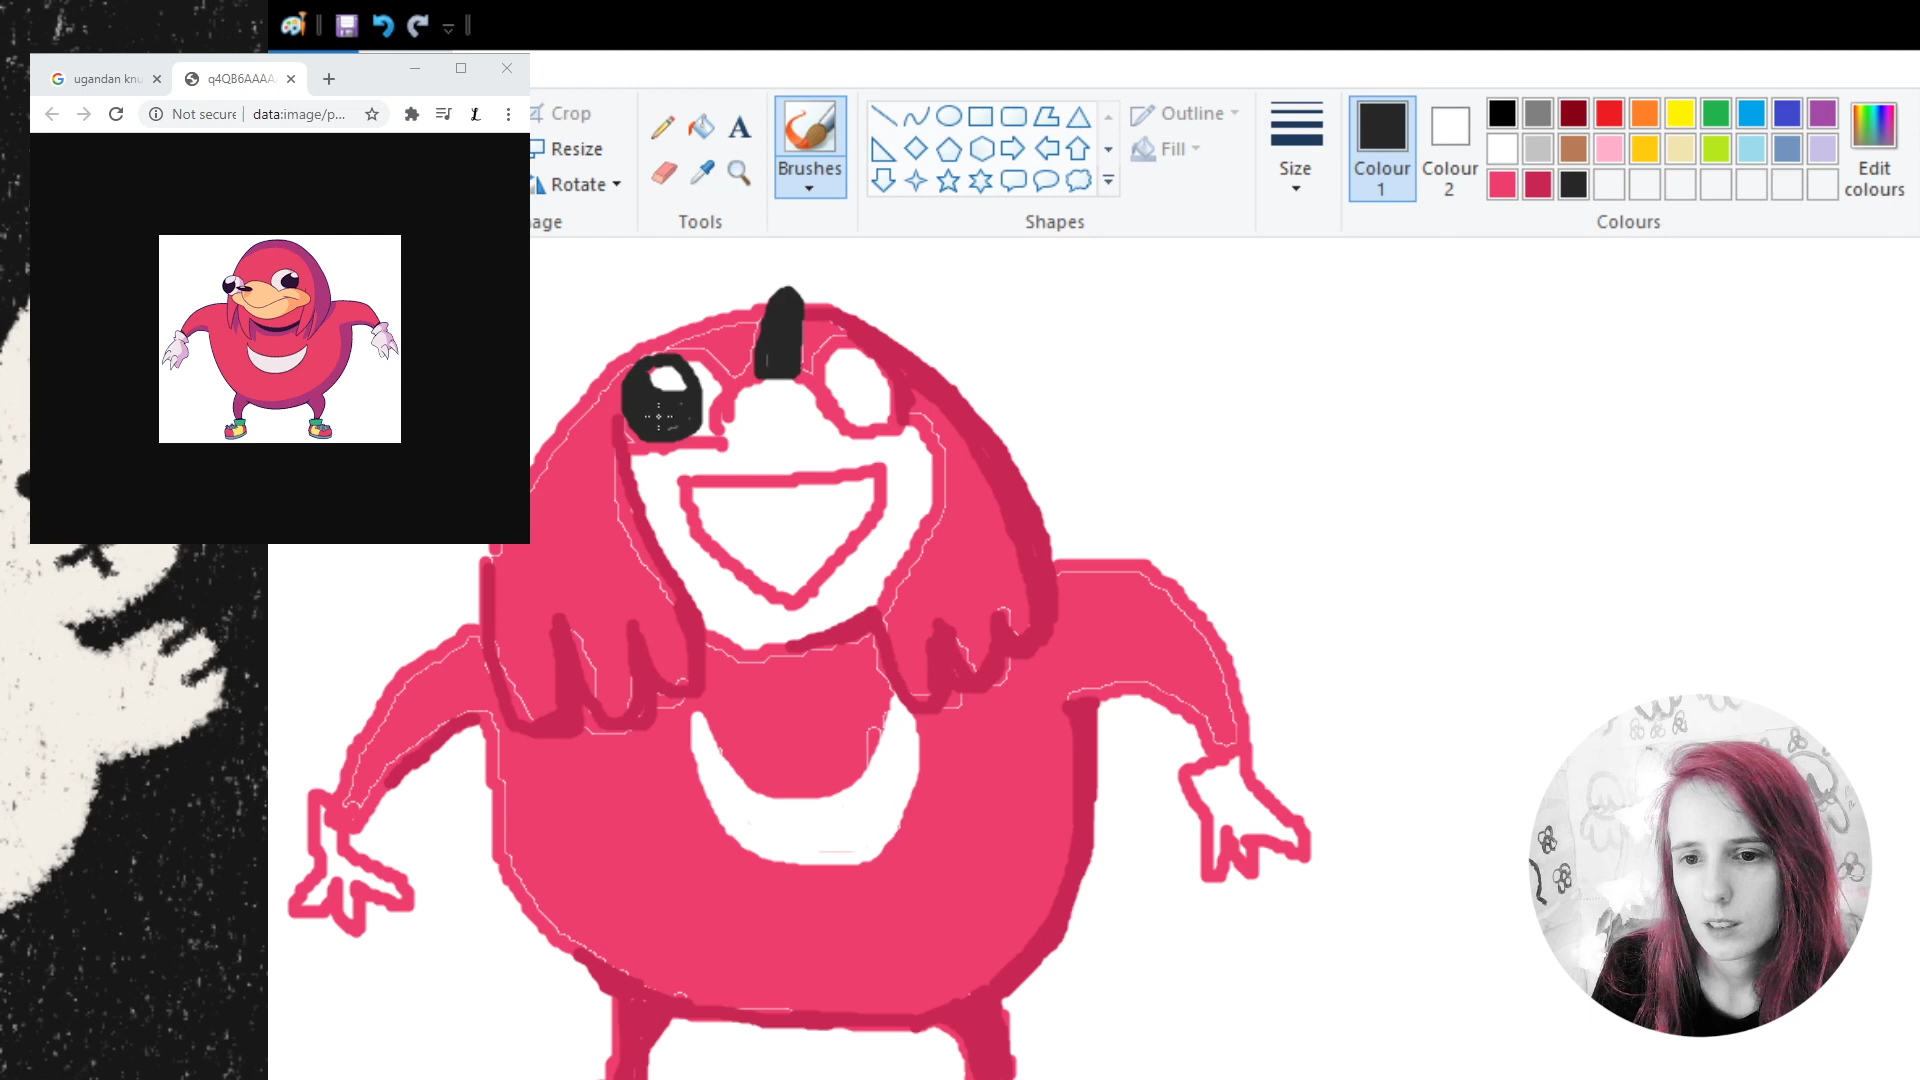 ugandan knu
q4QB6AAAA
Not secure
data:image/p...
Crop
Resize
Rotate
age
A
Tools
Brushes
Shapes
Outline
Fill
Size
Colour
1
Colour
2
Edit
colours
Colours